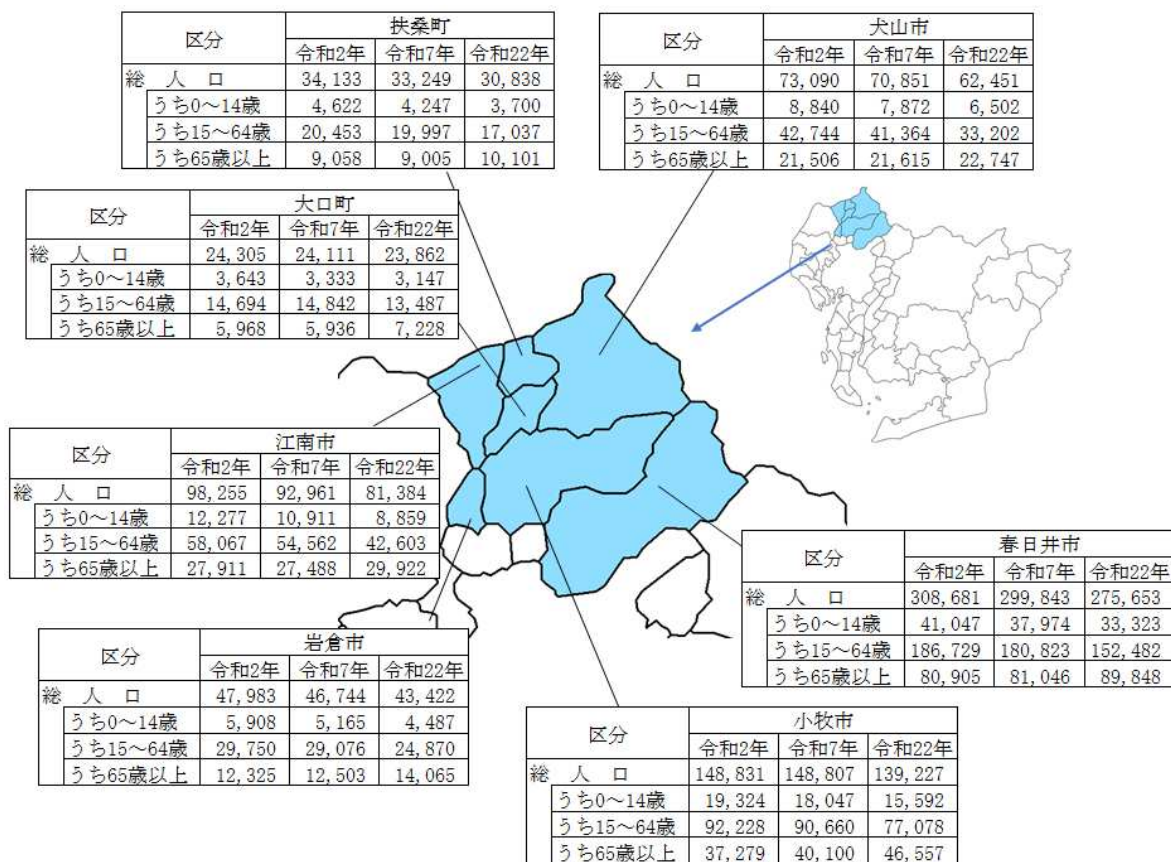 区分 扶桑町
令和2年 令和7年 令和22年
総人口 34,133 33,249 30,838
うち0～14歳 4,622 4,247 3,700
うち15～64歳 20,453 19,997 17,037
うち65歳以上 9,058 9,005 10,101
区分 犬山市
令和2年 令和7年 令和22年
総人口 73,090 70,851 62,451
うち0～14歳 8,840 7,872 6,502
うち15～64歳 42,744 41,364 33,202
うち65歳以上 21,506 21,615 22,747
区分 大口町
令和2年 令和7年 令和22年
総人口 24,305 24,111 23,862
うち0～14歳 3,643 3,333 3,147
うち15～64歳 14,694 14,842 13,487
うち65歳以上 5,968 5,936 7,228
区分 江南市
令和2年 令和7年 令和22年
総人口 98,255 92,961 81,384
うち0～14歳 12,277 10,911 8,859
うち15～64歳 58,067 54,562 42,603
うち65歳以上 27,911 27,488 29,922
区分 春日井市
令和2年 令和7年 令和22年
総人口 308,681 299,843 275,653
うち0～14歳 41,047 37,974 33,323
うち15～64歳 186,729 180,823 152,482
うち65歳以上 80,905 81,046 89,848
区分 岩倉市
令和2年 令和7年 令和22年
総人口 47,983 46,744 43,422
うち0～14歳 5,908 5,165 4,487
うち15～64歳 29,750 29,076 24,870
うち65歳以上 12,325 12,503 14,065
区分 小牧市
令和2年 令和7年 令和22年
総人口 148,831 148,807 139,227
うち0～14歳 19,324 18,047 15,592
うち15～64歳 92,228 90,660 77,078
うち65歳以上 37,279 40,100 46,557